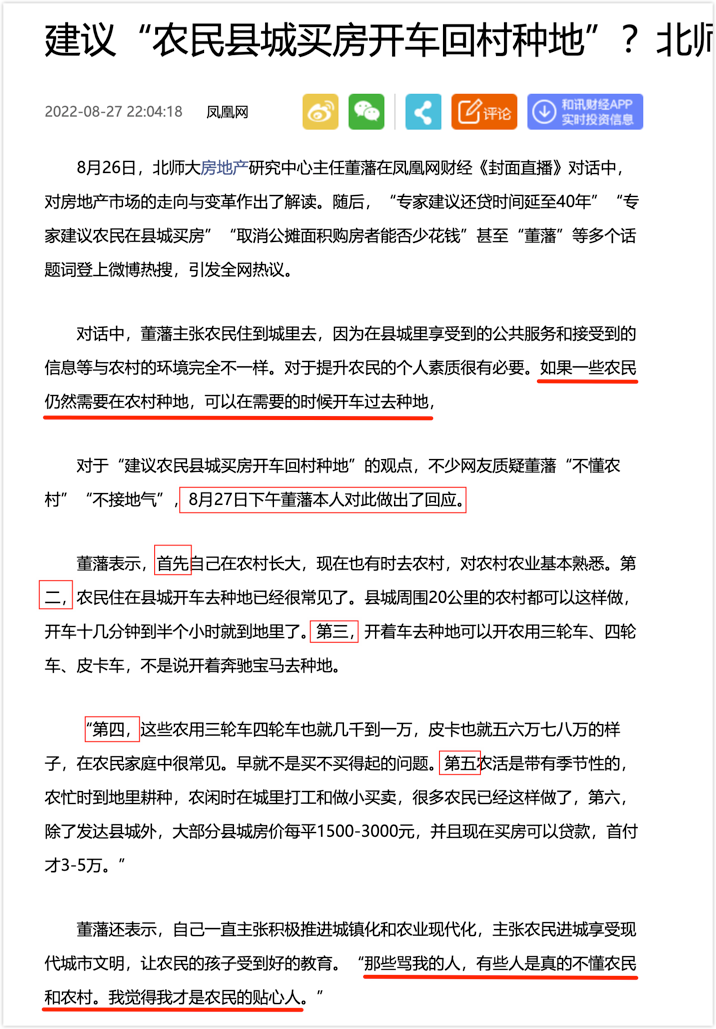 建议“农民县城买房开车回村种地”？北师
2022-08-27 22:04:18 凤凰网
评论
和讯财经APP
实时投资信息
8月26日，北师大房地产研究中心主任董藩在凤凰网财经《封面直播》对话中，
对房地产市场的走向与变革作出了解读。随后，“专家建议还贷时间延至40年”“专
家建议农民在县城买房”“取消公摊面积购房者能否少花钱”甚至“董藩”等多个话
题词登上微博热搜，引发全网热议。
对话中，董藩主张农民住到城里去，因为在县城里享受到的公共服务和接受到的
信息等与农村的环境完全不一样。对于提升农民的个人素质很有必要。如果一些农民
仍然需要在农村种地，可以在需要的时候开车过去种地，
对于“建议农民县城买房开车回村种地”的观点，不少网友质疑董藩“不懂农
村”“不接地气”，8月27日下午董藩本人对此做出了回应。
董藩表示，首先自己在农村长大，现在也有时去农村，对农村农业基本熟悉。第
二，农民住在县城开车去种地已经很常见了。县城周围20公里的农村都可以这样做，
开车十几分钟到半个小时就到地里了。第三，开着车去种地可以开农用三轮车、四轮
车、皮卡车，不是说开着奔驰宝马去种地。
“第四，这些农用三轮车四轮车也就几千到一万，皮卡也就五六万七八万的样
子，在农民家庭中很常见。早就不是买不买得起的问题。第五农活是带有季节性的，
农忙时到地里耕种，农闲时在城里打工和做小买卖，很多农民已经这样做了，第六，
除了发达县城外，大部分县城房价每平1500-3000元，并且现在买房可以贷款，首付
才3-5万。”
董藩还表示，自己一直主张积极推进城镇化和农业现代化，主张农民进城享受现
代城市文明，让农民的孩子受到好的教育。“那些骂我的人，有些人是真的不懂农民
和农村。我觉得我才是农民的贴心人。”